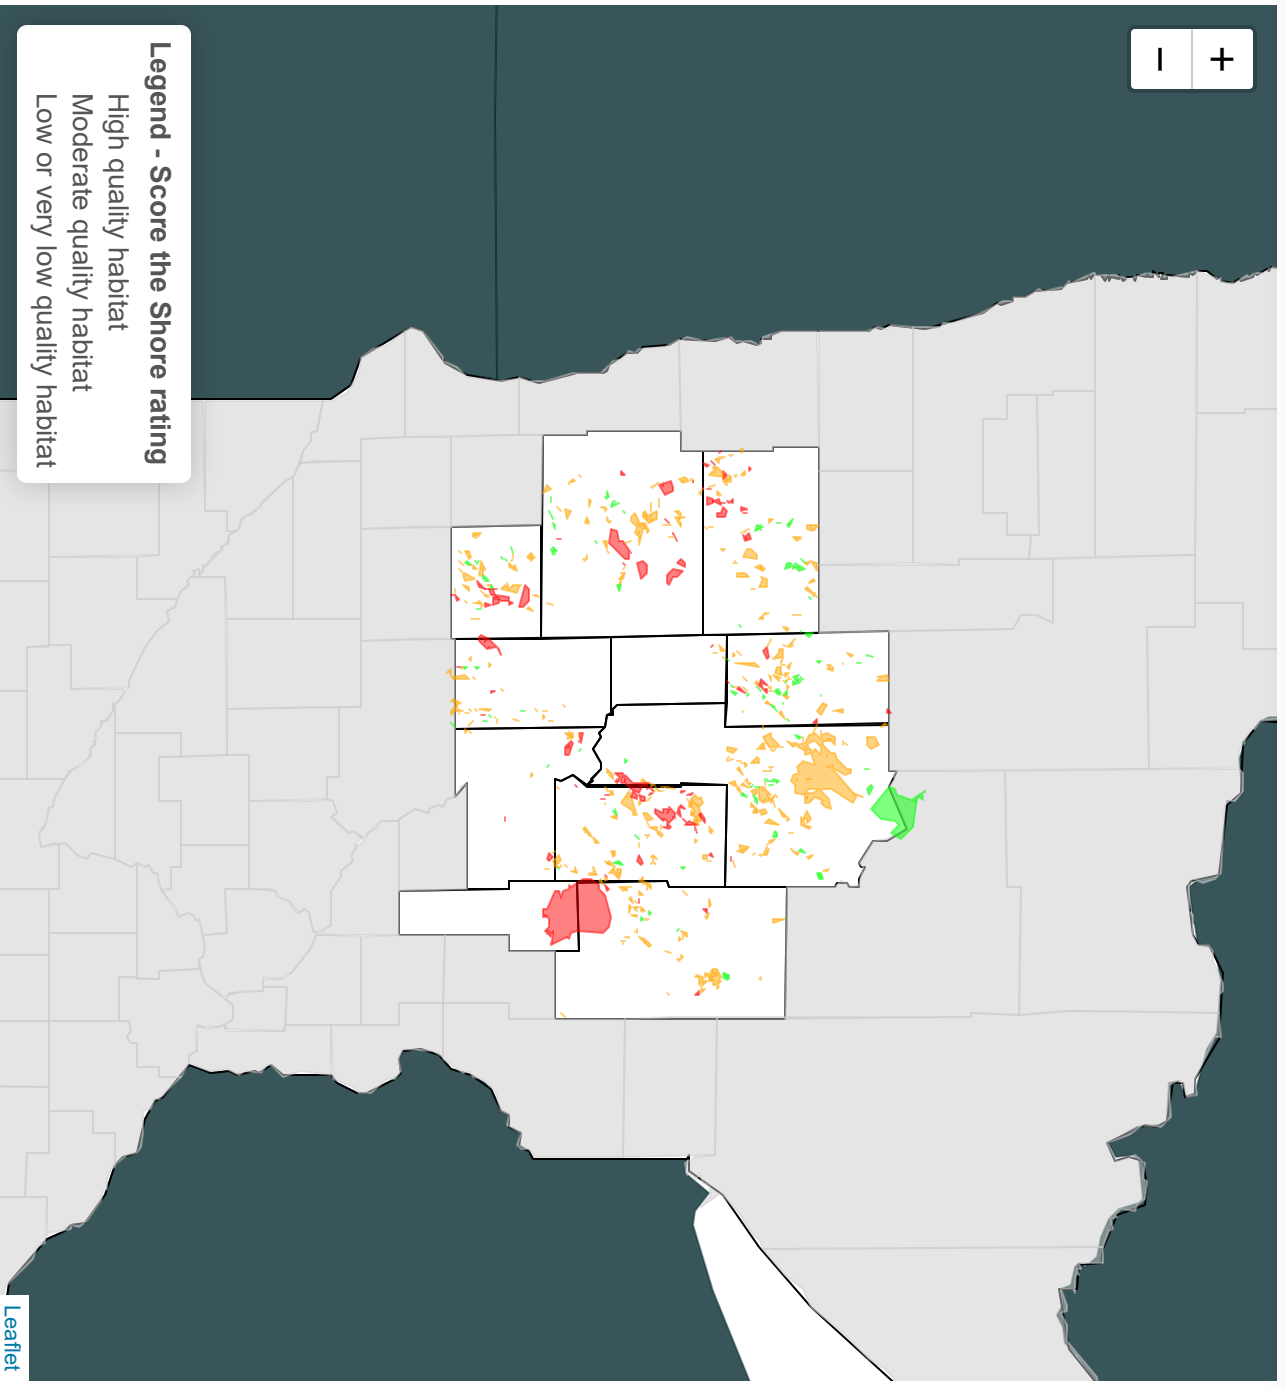 +
−
Legend - Score the Shore rating
High quality habitat
Moderate quality habitat
Low or very low quality habitat
Leaflet